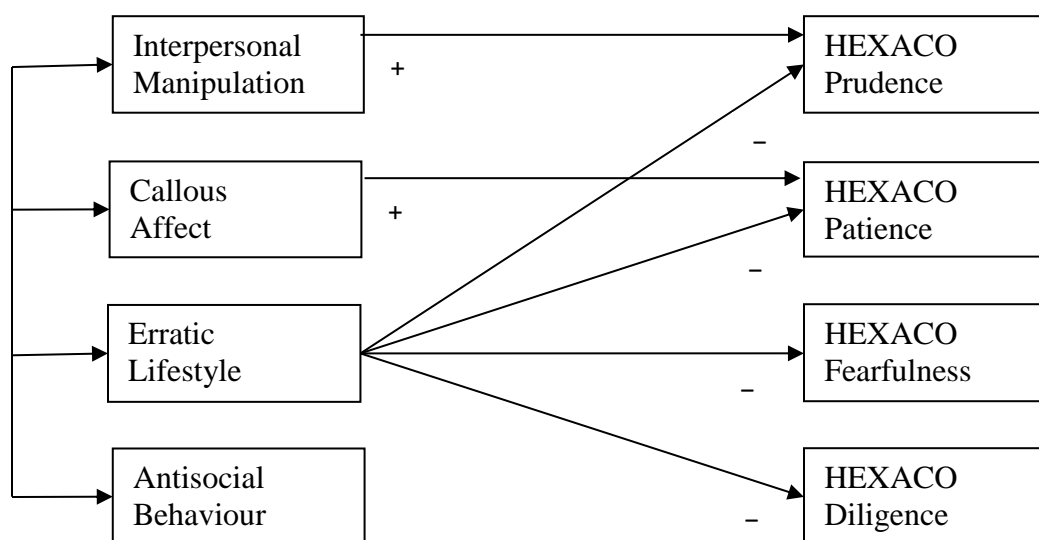 Interpersonal
Manipulation
+
HEXACO
Prudence
−
Callous
Affect
+
HEXACO
Patience
−
Erratic
Lifestyle
HEXACO
Fearfulness
−
Antisocial
Behaviour
HEXACO
Diligence
−